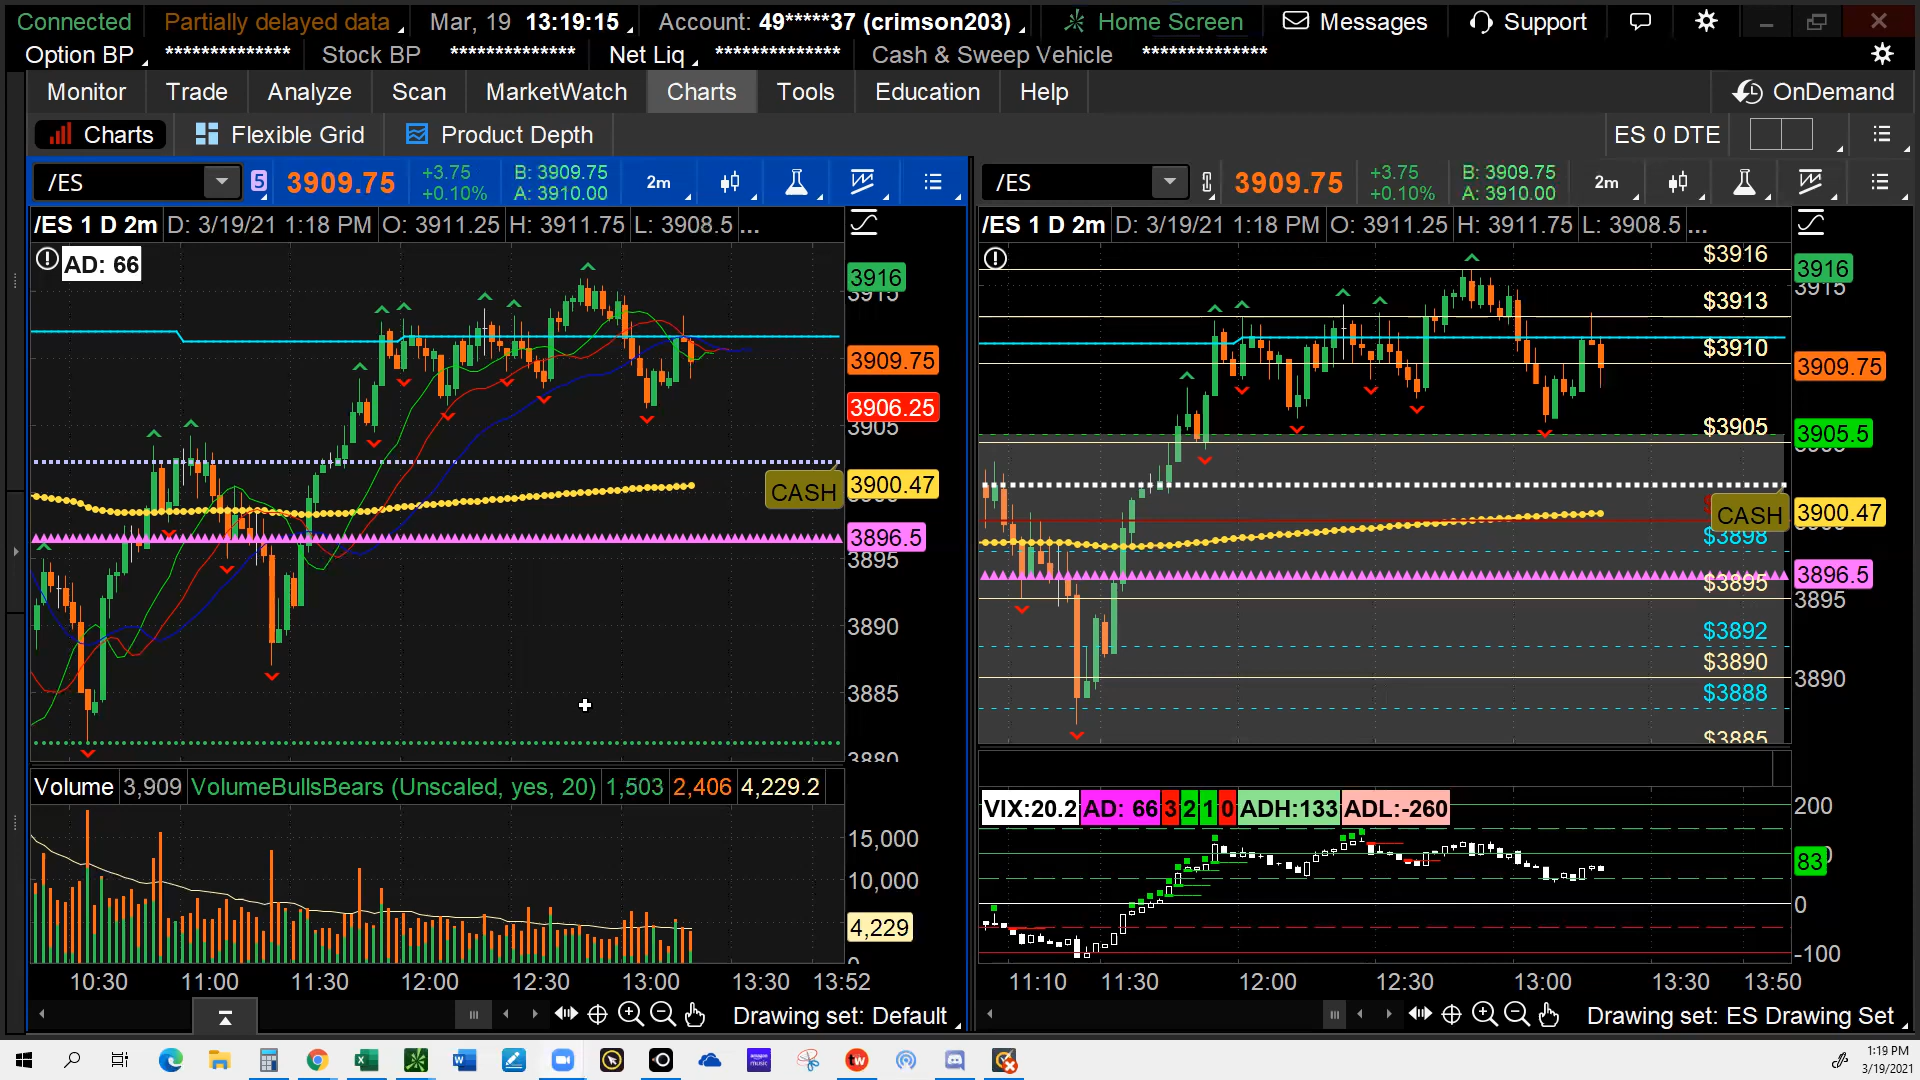 Connected Partially delayed data Mar, 19 13:19:15 Account: 49*****37 (crimson203) Home Screen Messages Support
Option BP ************** Stock BP ************** Net Liq ************** Cash & Sweep Vehicle **************
Monitor Trade Analyze Scan MarketWatch Charts Tools Education Help OnDemand
Charts Flexible Grid Product Depth ES 0 DTE
/ES 5 3909.75 +3.75 +0.10% B: 3909.75 A: 3910.00 2m
/ES 1 D 2m D: 3/19/21 1:18 PM O: 3911.25 H: 3911.75 L: 3908.5 ...
AD: 66
3916
3915
3909.75
3906.25
3905
CASH 3900.47
3896.5
3895
3890
3885
3880
Volume 3,909 VolumeBullsBears (Unscaled, yes, 20) 1,503 2,406 4,229.2
15,000
10,000
4,229
0
10:30 11:00 11:30 12:00 12:30 13:00 13:30 13:52
Drawing set: Default
/ES 3909.75 +3.75 +0.10% B: 3909.75 A: 3910.00 2m
/ES 1 D 2m D: 3/19/21 1:18 PM O: 3911.25 H: 3911.75 L: 3908.5 ...
$3916
3916
3915
$3913
$3910
3909.75
$3905
3905.5
CASH 3900.47
$3898
3896.5
$3895
3895
$3892
$3890
3890
$3888
$3885
VIX:20.2 AD: 66 3 2 1 0 ADH:133 ADL:-260
200
83
0
-100
11:10 11:30 12:00 12:30 13:00 13:30 13:50
Drawing set: ES Drawing Set
amazon music
tw
1:19 PM
3/19/2021